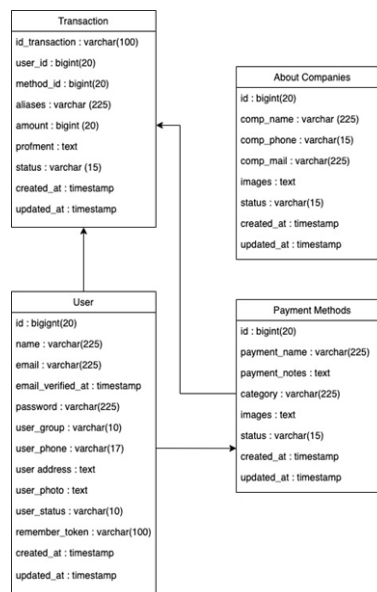 Transaction
id_transaction : varchar(100)
user_id : bigint(20)
method_id : bigint(20)
aliases : varchar (225)
amount : bigint (20)
profment : text
status : varchar (15)
created_at : timestamp
updated_at : timestamp
About Companies
id : bigint(20)
comp_name : varchar (225)
comp_phone : varchar(15)
comp_mail : varchar(225)
images : text
status : varchar(15)
created_at : timestamp
updated_at : timestamp
User
id : bigignt(20)
name : varchar(225)
email : varchar(225)
email_verified_at : timestamp
password : varchar(225)
user_group : varchar(10)
user_phone : varchar(17)
user address : text
user_photo : text
user_status : varchar(10)
remember_token : varchar(100)
created_at : timestamp
updated_at : timestamp
Payment Methods
id : bigint(20)
payment_name : varchar(225)
payment_notes : text
category : varchar(225)
images : text
status : varchar(15)
created_at : timestamp
updated_at : timestamp